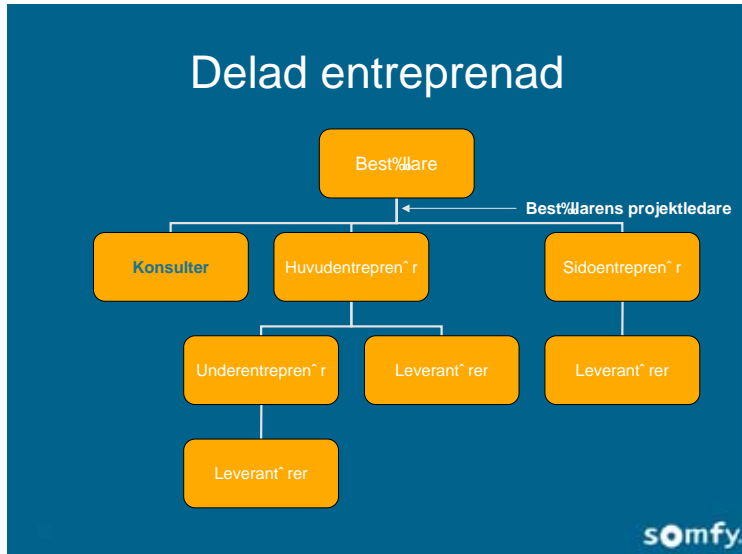 Delad entreprenad
Best‰llare
Best‰llarens projektledare
Konsulter
Huvudentreprenˆ r
Sidoentreprenˆ r
Underentreprenˆ r
Leverantˆ rer
Leverantˆ rer
Leverantˆ rer
somfy.